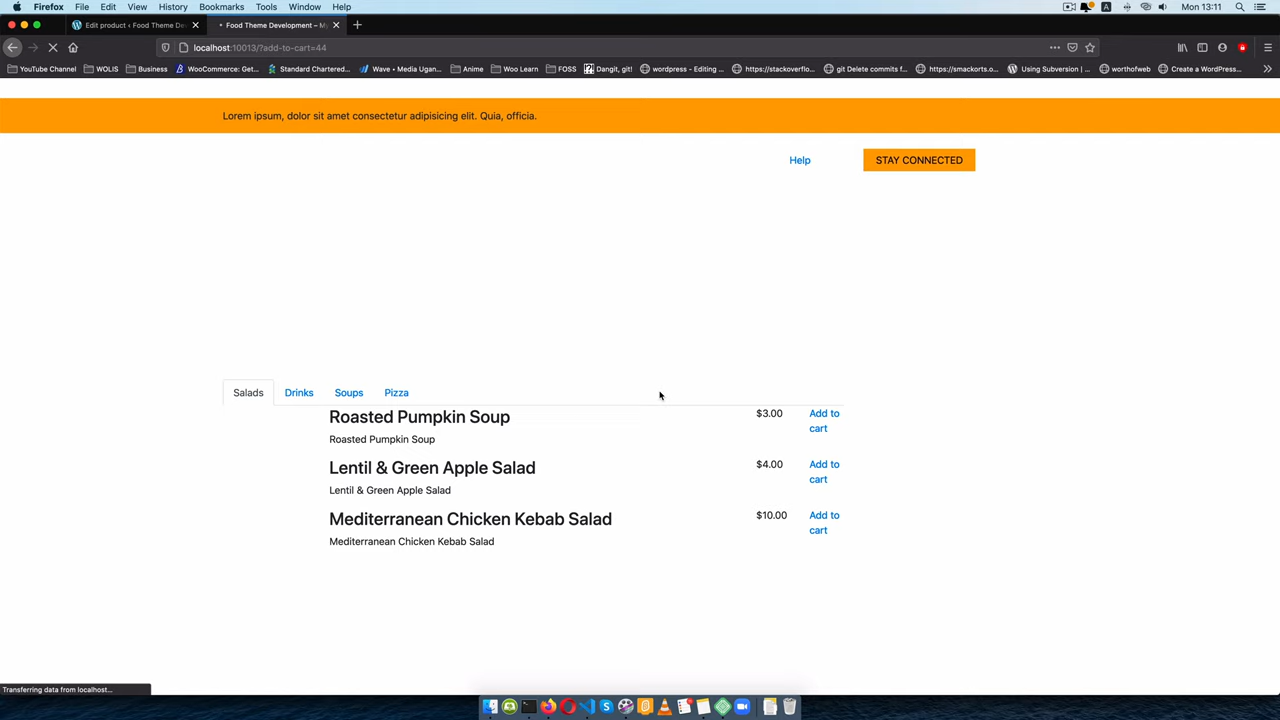 Firefox File Edit View History Bookmarks Tools Window Help Mon 13:11
Edit product ‹ Food Theme De Food Theme Development – My
localhost:10013/?add-to-cart=44
YouTube Channel WOLIS Business WooCommerce: Get... Standard Chartered... Wave • Media Ugan... Anime Woo Learn FOSS Dangit, git! wordpress - Editing ... https://stackoverflo... git Delete commits f... https://smackorts.o... Using Subversion | ... worthofweb Create a WordPress...
Lorem ipsum, dolor sit amet consectetur adipisicing elit. Quia, officia.
Help STAY CONNECTED
Salads Drinks Soups Pizza
Roasted Pumpkin Soup $3.00 Add to
cart
Roasted Pumpkin Soup
Lentil & Green Apple Salad $4.00 Add to
cart
Lentil & Green Apple Salad
Mediterranean Chicken Kebab Salad $10.00 Add to
cart
Mediterranean Chicken Kebab Salad
Transferring data from localhost...